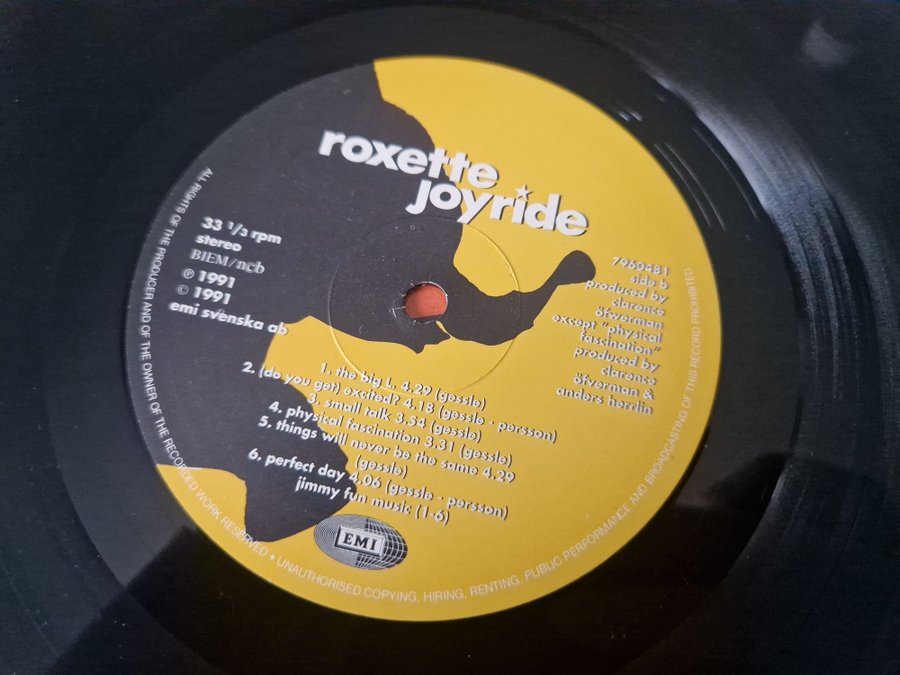 roxette
joyride
33 1/3 rpm
stereo
BIEM/ncb
℗ 1991
© 1991
emi svenska ab
7960481
side b
produced by
clarence
öfwerman
except "physical
fascination"
produced by
clarence
öfverman &
anders herrlin
1. the big L. 4.29 (gessle)
2. (do you get) excited? 4.18 (gessle - persson)
3. small talk 3.54 (gessle)
4. physical fascination 3.31 (gessle)
5. things will never be the same 4.29
(gessle)
6. perfect day 4.06 (gessle - persson)
jimmy fun music (1-6)
EMI
ALL RIGHTS OF THE PRODUCER AND OF THE OWNER OF THE RECORDED WORK RESERVED • UNAUTHORISED COPYING, HIRING, RENTING, PUBLIC PERFORMANCE AND BROADCASTING OF THIS RECORD PROHIBITED